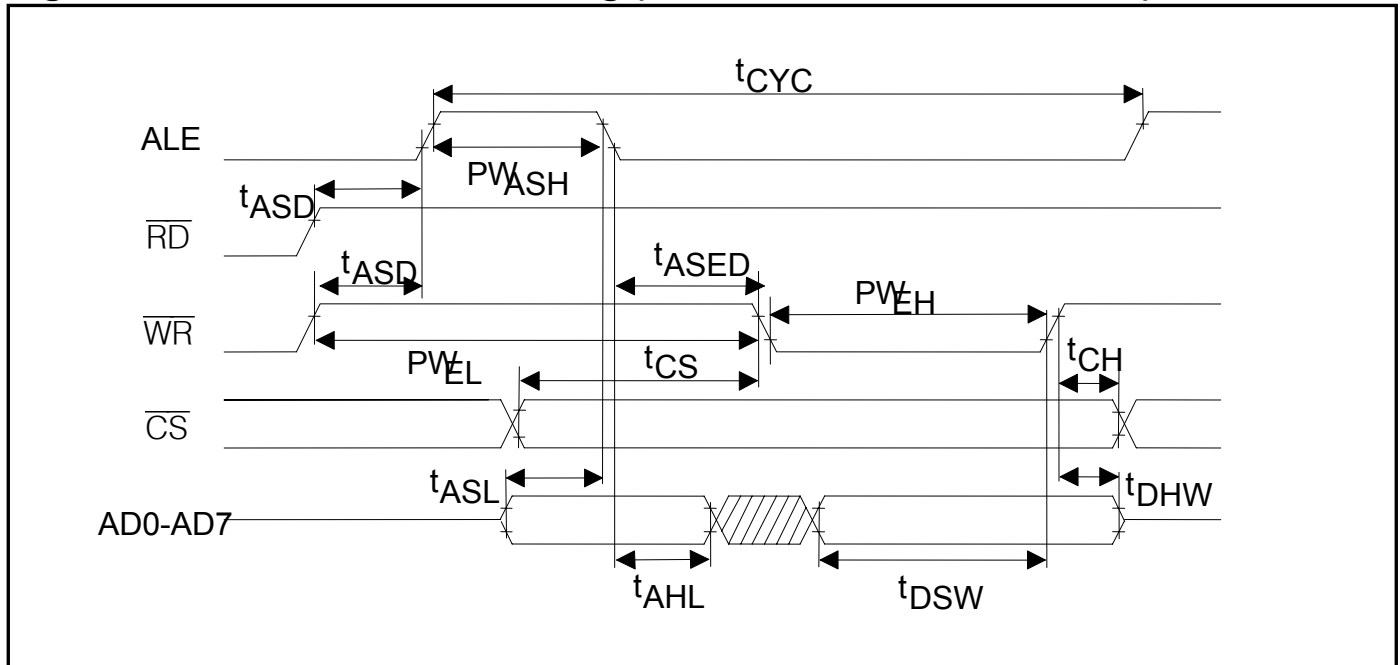 tCYC
ALE
PWASH
tASD
RD
tASD
tASED
PWEH
WR
PWEL
tCS
tCH
CS
tASL
tDHW
AD0-AD7
tAHL
tDSW